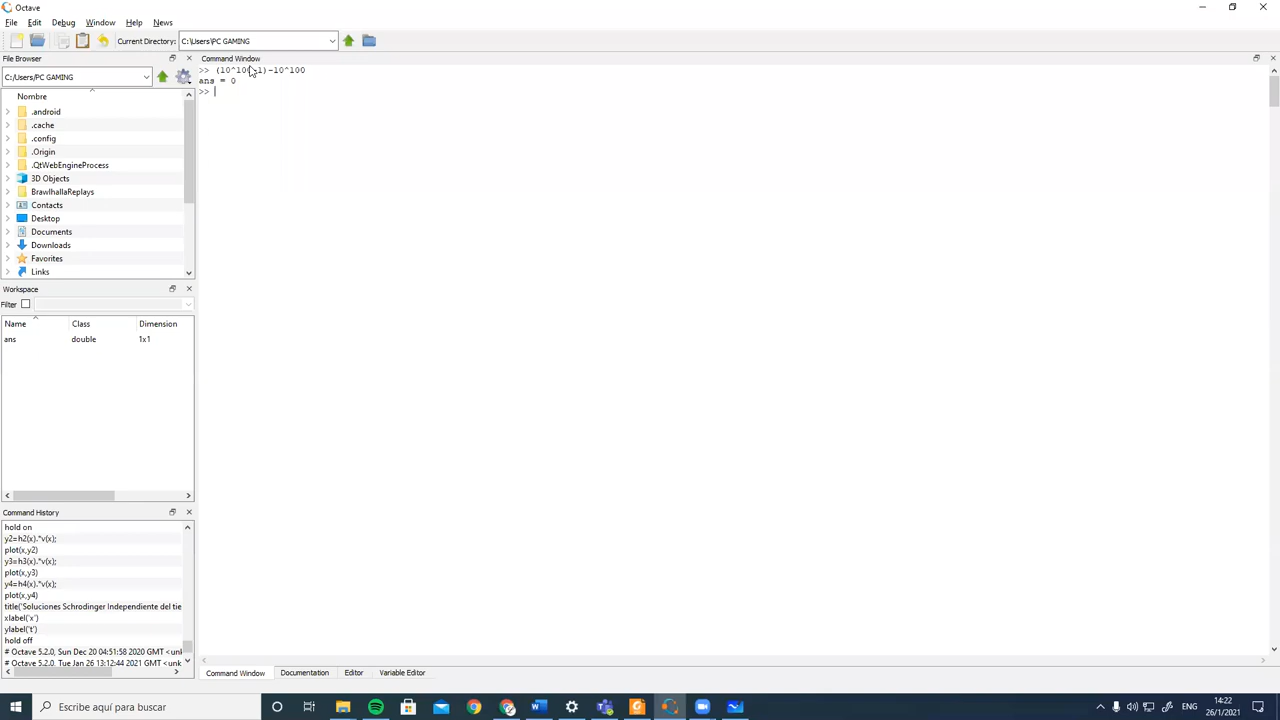 Octave
File Edit Debug Window Help News
Current Directory: C:\Users\PC GAMING
File Browser
Command Window
C:/Users/PC GAMING
>> (10^100 1)-10^100
ans = 0
>>
Nombre
.android
.cache
.config
.Origin
.QtWebEngineProcess
3D Objects
BrawlhallaReplays
Contacts
Desktop
Documents
Downloads
Favorites
Links
Workspace
Filter
Name Class Dimension
ans double 1x1
Command History
hold on
y2=h2(x).*v(x);
plot(x,y2)
y3=h3(x).*v(x);
plot(x,y3)
y4=h4(x).*v(x);
plot(x,y4)
title('Soluciones Schrodinger Independiente del tie
xlabel('x')
ylabel('t')
hold off
# Octave 5.2.0, Sun Dec 20 04:51:58 2020 GMT <unk
# Octave 5.2.0, Tue Jan 26 13:12:44 2021 GMT <unk
Command Window Documentation Editor Variable Editor
Escribe aquí para buscar
ENG
14:22
26/1/2021